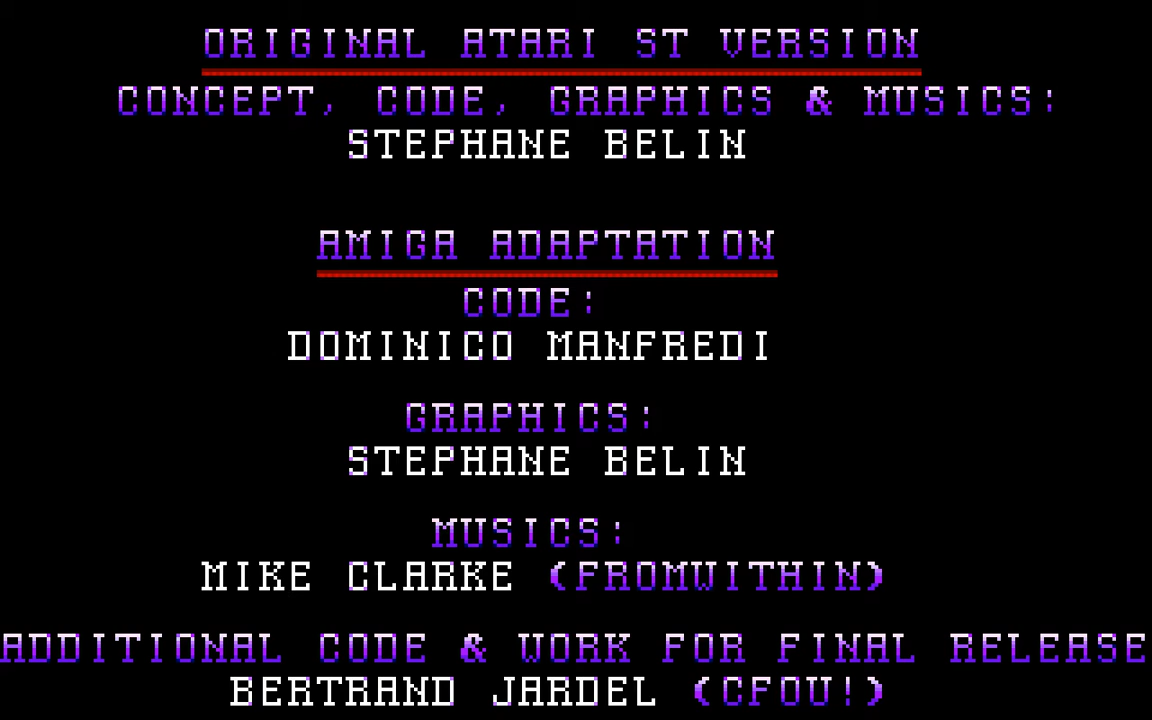 ORIGINAL ATARI ST VERSION
CONCEPT, CODE, GRAPHICS & MUSICS:
STEPHANE BELIN
AMIGA ADAPTATION
CODE:
DOMINICO MANFREDI
GRAPHICS:
STEPHANE BELIN
MUSICS:
MIKE CLARKE (FROMWITHIN)
ADDITIONAL CODE & WORK FOR FINAL RELEASE
BERTRAND JARDEL (CFOU!)